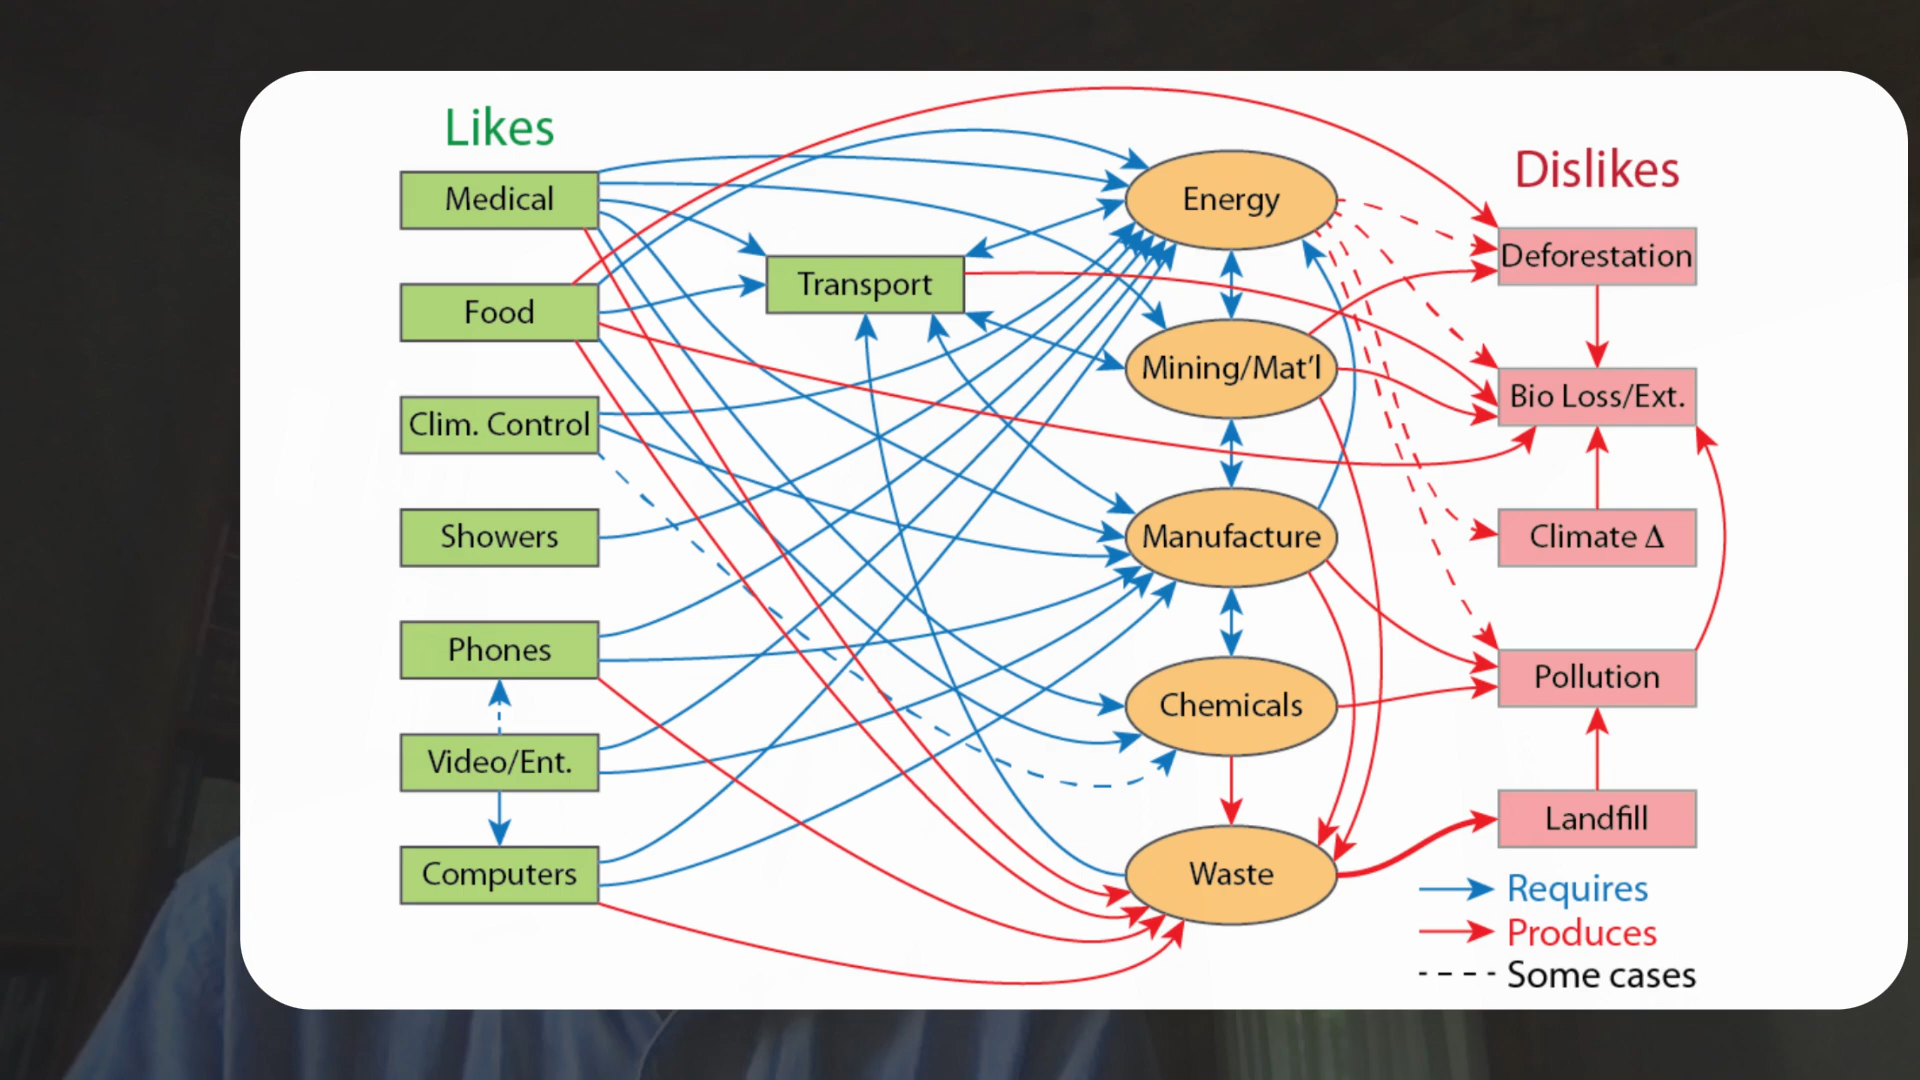 Likes
Dislikes
Medical
Food
Clim. Control
Showers
Phones
Video/Ent.
Computers
Transport
Energy
Mining/Mat'l
Manufacture
Chemicals
Waste
Deforestation
Bio Loss/Ext.
Climate Δ
Pollution
Landfill
Requires
Produces
Some cases